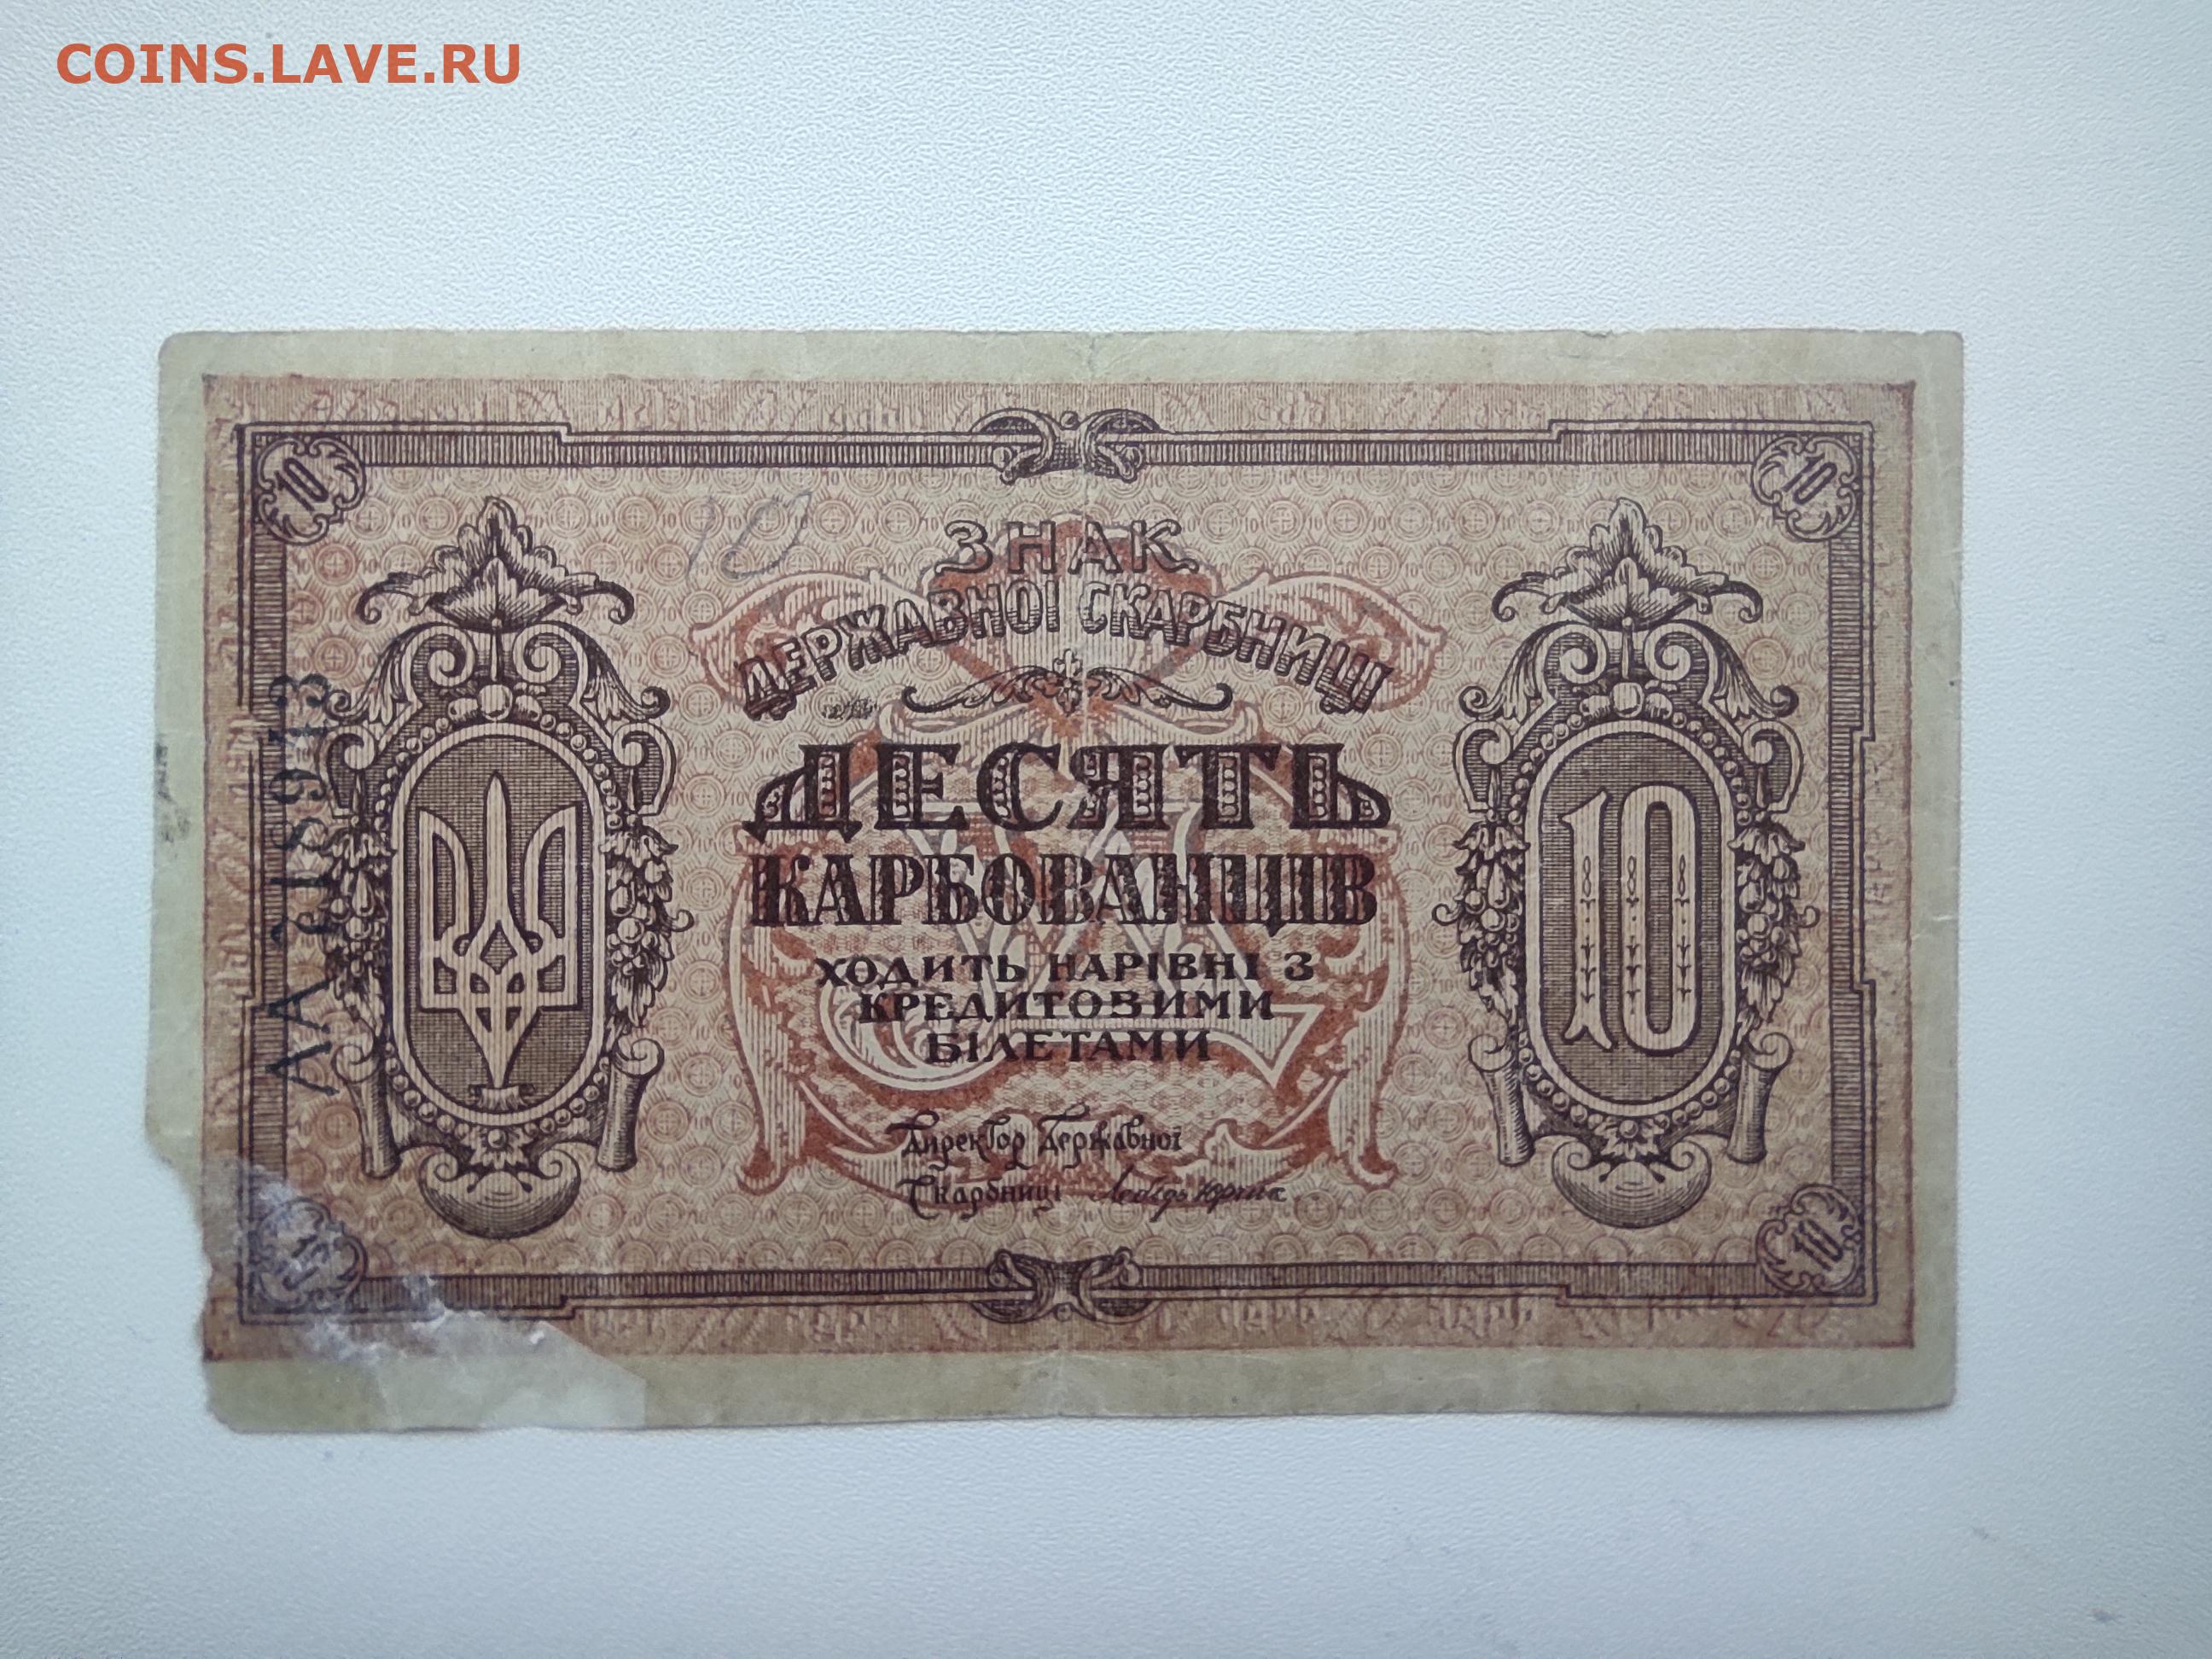 COINS.LAVE.RU
10 10
10
ЗНАК
ДЕРЖАВНОЇ СКАРБНИЦІ
ДЕСЯТЬ
КАРБОВАНЦІВ
ХОДИТЬ НАРІВНІ З
КРЕДИТОВИМИ
БІЛЕТАМИ
10
Директор Державної
Скарбниці
10 10